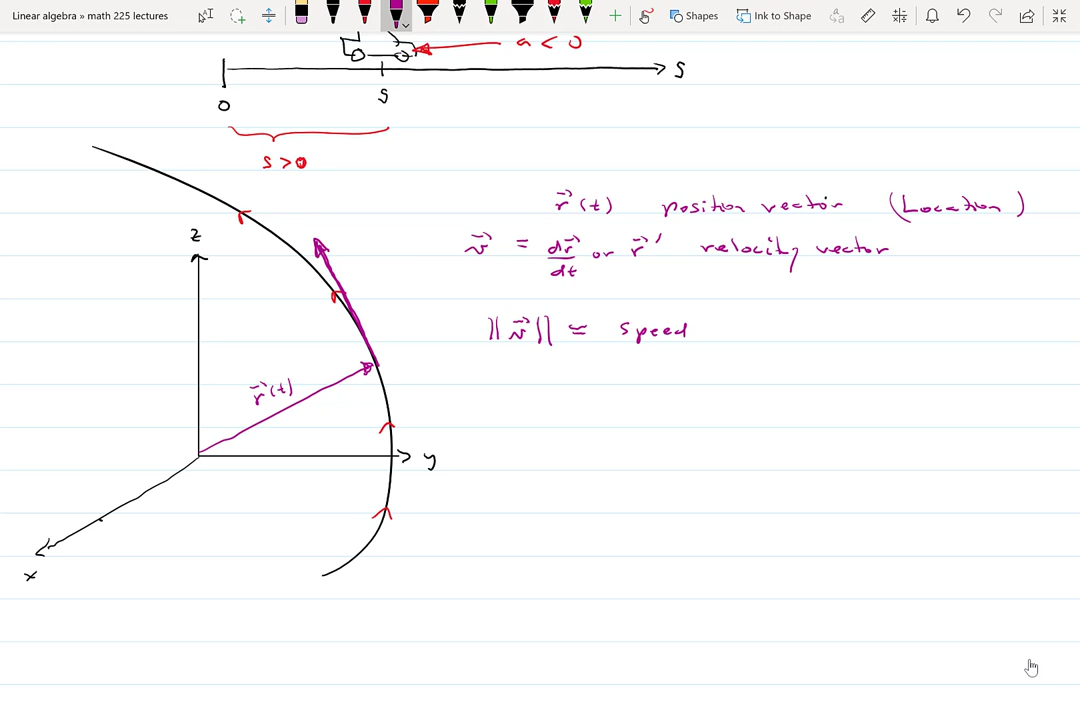 Linear algebra » math 225 lectures
Shapes
Ink to Shape
a < 0
S
0
S
S > 0
z
y
x
r⃗(t)
r⃗(t) position vector (Location)
v⃗ = dr⃗/dt or r⃗′ velocity vector
||v⃗|| = speed